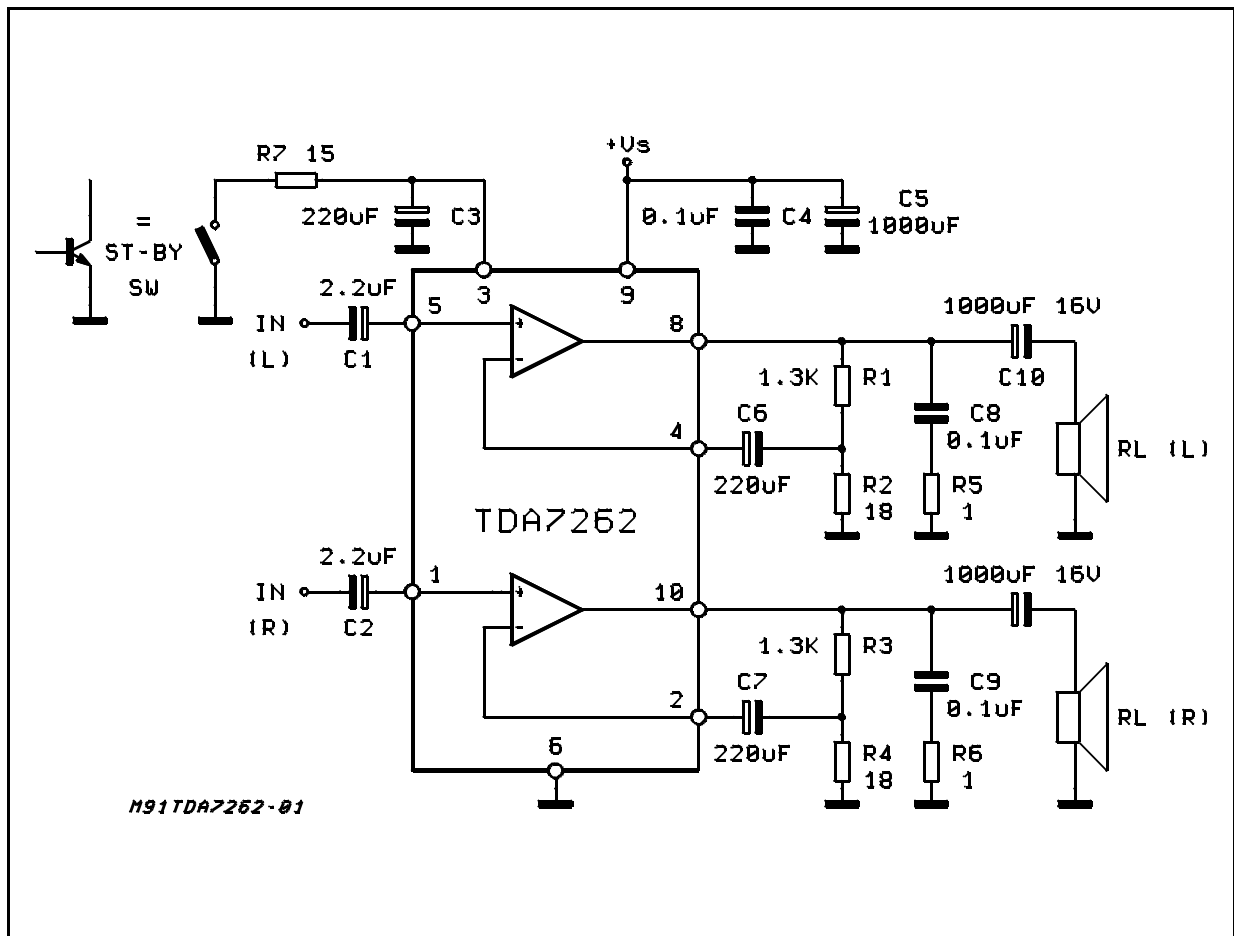 +Vs
R7 15
=
ST-BY
SW
220uF
C3
0.1uF
C4
C5
1000uF
3
9
2.2uF
5
IN
(L)
C1
+
-
8
1000uF 16V
C10
1.3K
R1
C6
C8
0.1uF
4
220uF
R2
18
R5
1
RL (L)
TDA7262
2.2uF
1
IN
(R)
C2
+
-
10
1000uF 16V
1.3K
R3
C7
C9
0.1uF
2
220uF
R4
18
R6
1
RL (R)
6
M91TDA7262-01